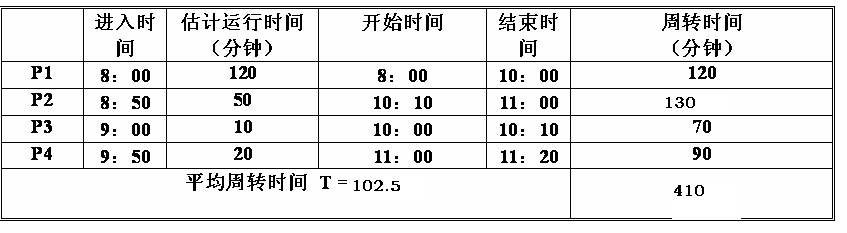 进入时间 估计运行时间（分钟） 开始时间 结束时间 周转时间（分钟）
P1 8：00 120 8：00 10：00 120
P2 8：50 50 10：10 11：00 130
P3 9：00 10 10：00 10：10 70
P4 9：50 20 11：00 11：20 90
平均周转时间 T＝102.5 410